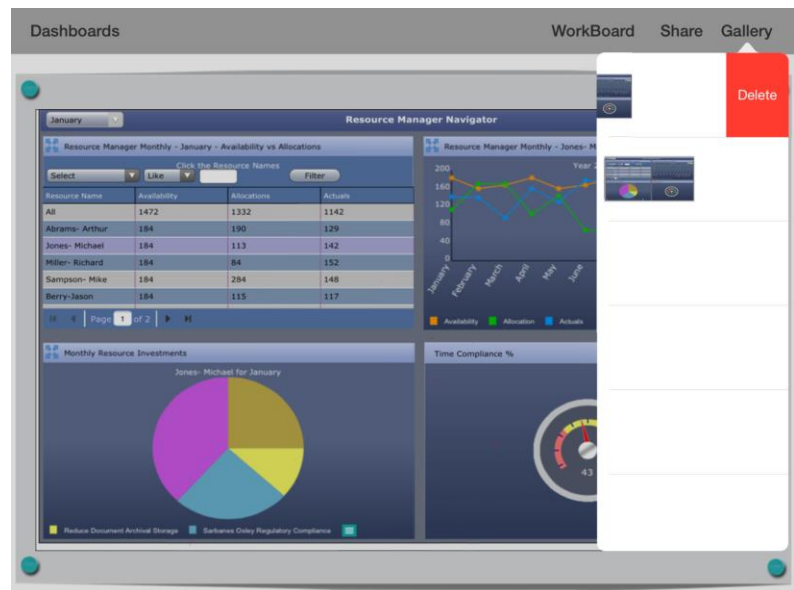 Dashboards WorkBoard Share Gallery
Delete
January Resource Manager Navigator
Resource Manager Monthly - January - Availability vs Allocations
Click the Resource Names
Select Like Filter
Resource Name Availability Allocations Actuals
All 1472 1332 1142
Abrams- Arthur 184 190 129
Jones- Michael 184 113 142
Miller- Richard 184 84 152
Sampson- Mike 184 284 148
Berry-Jason 184 115 117
Page 1 of 2
Resource Manager Monthly - Jones- M
Year 2
200
160
120
80
40
0
January February March April May June
Availability Allocation Actuals
Monthly Resource Investments
Jones- Michael for January
Reduce Document Archival Storage Sarbanes Oxley Regulatory Compliance
Time Compliance %
43